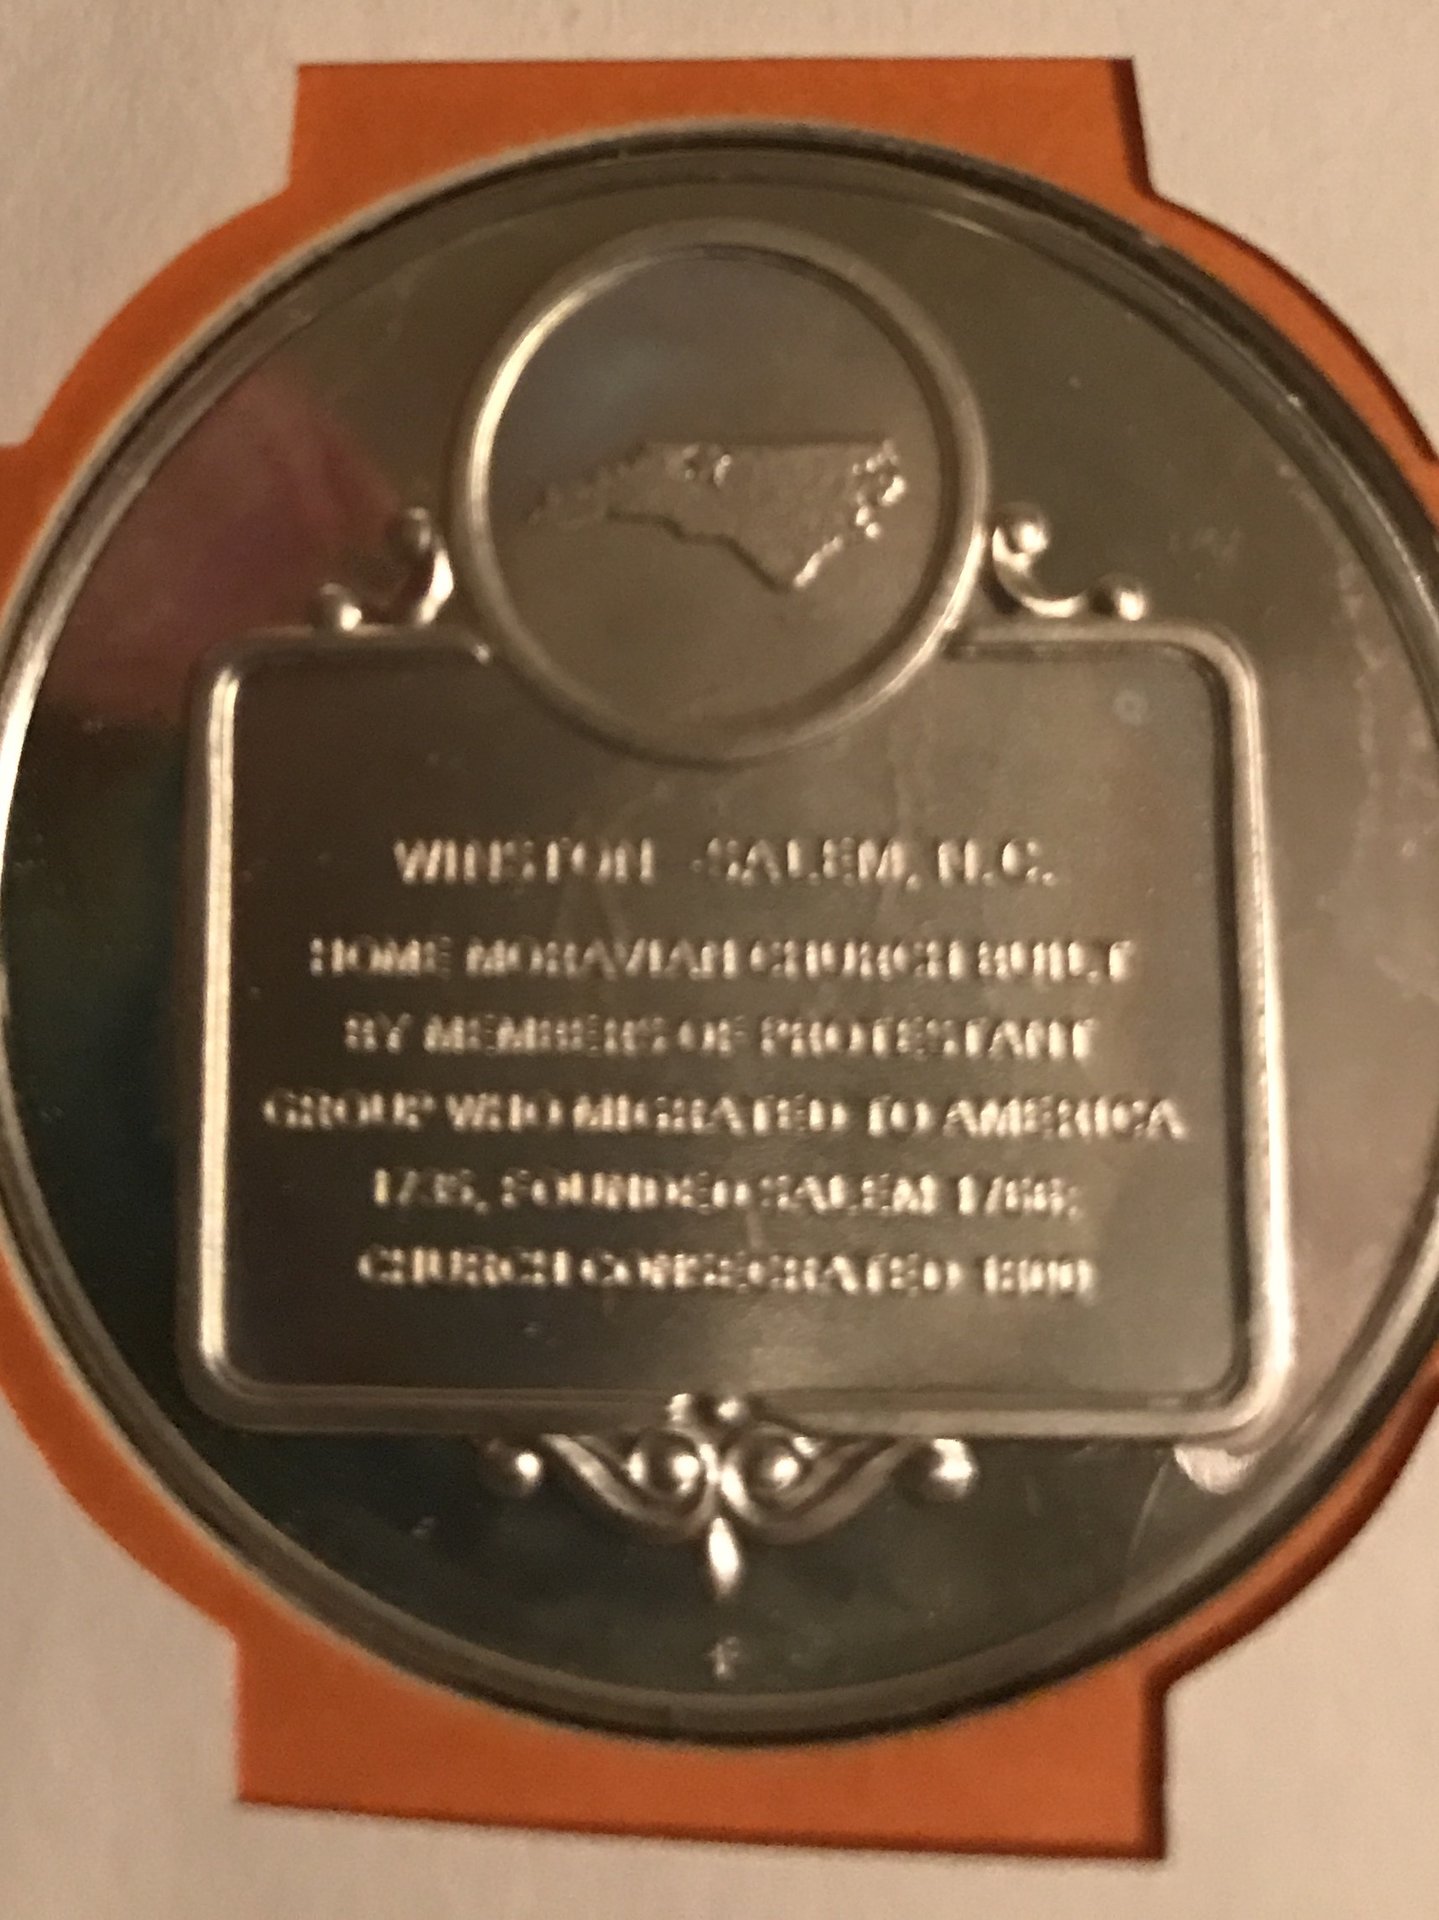 WINSTON -SALEM, N.C.
HOME MORAVIAN CHURCH BUILT
BY MEMBERS OF PROTESTANT
GROUP WHO MIGRATED TO AMERICA
1735, FOUNDED SALEM 1766;
CHURCH CONSECRATED 1800